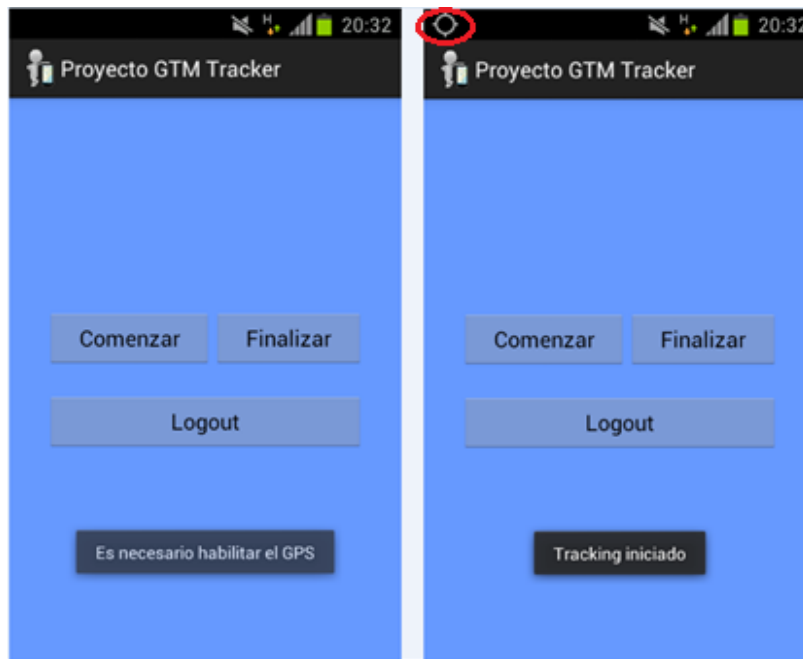 H 20:32
Proyecto GTM Tracker
Comenzar Finalizar
Logout
Es necesario habilitar el GPS
H 20:32
Proyecto GTM Tracker
Comenzar Finalizar
Logout
Tracking iniciado